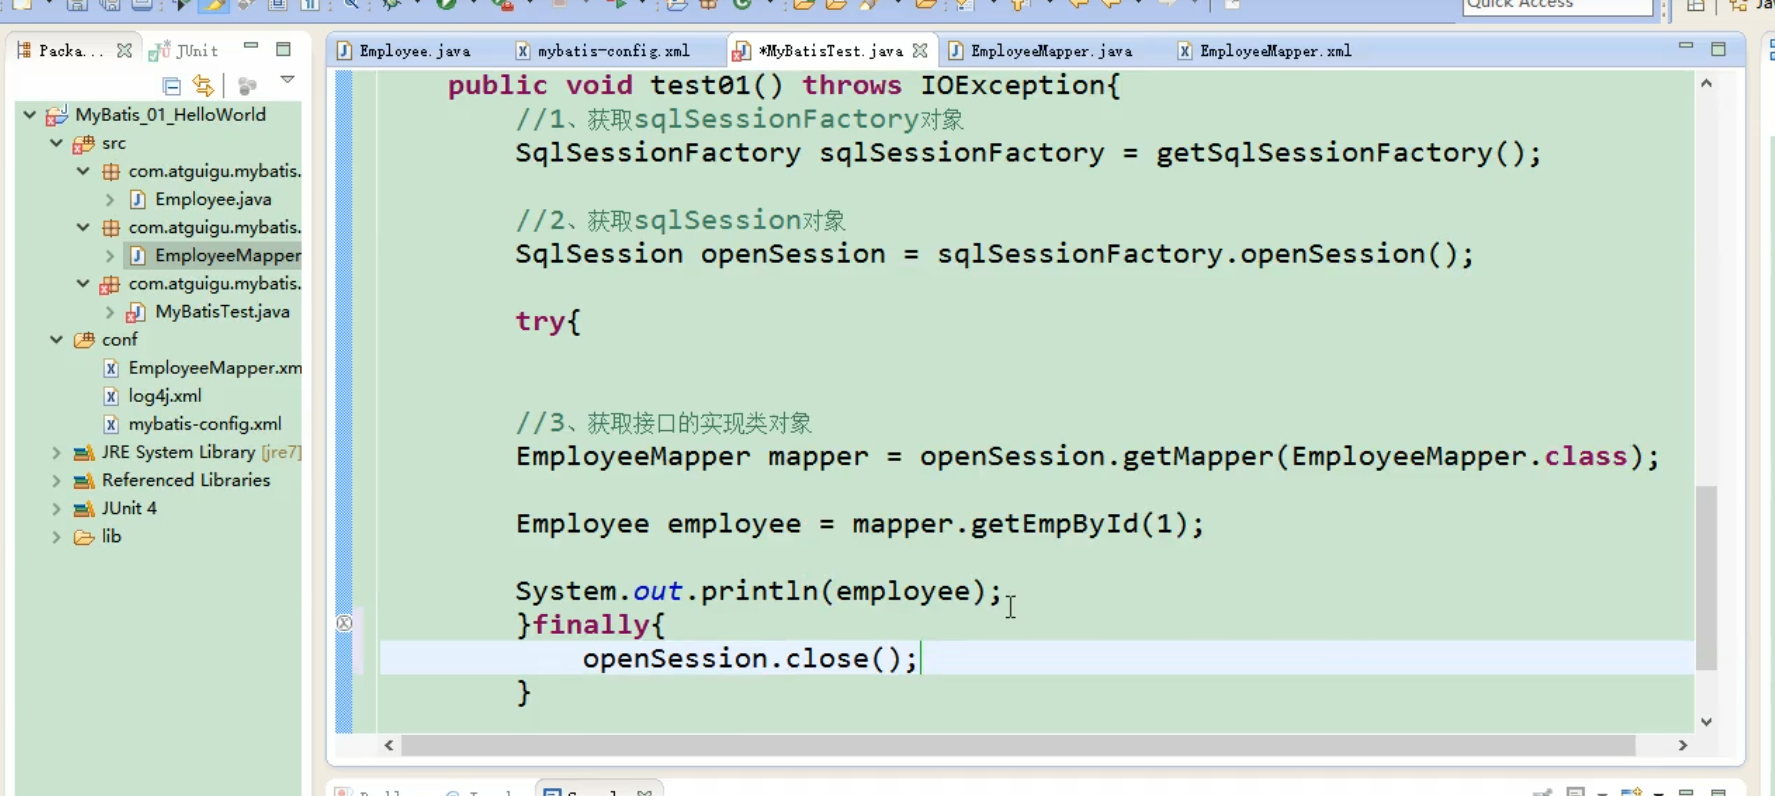 Quick Access
Packa...
JUnit
MyBatis_01_HelloWorld
src
com.atguigu.mybatis.
Employee.java
com.atguigu.mybatis.
EmployeeMapper
com.atguigu.mybatis.
MyBatisTest.java
conf
EmployeeMapper.xm
log4j.xml
mybatis-config.xml
JRE System Library [jre7]
Referenced Libraries
JUnit 4
lib
Employee.java
mybatis-config.xml
*MyBatisTest.java
EmployeeMapper.java
EmployeeMapper.xml
public void test01() throws IOException{
//1、获取sqlSessionFactory对象
SqlSessionFactory sqlSessionFactory = getSqlSessionFactory();
//2、获取sqlSession对象
SqlSession openSession = sqlSessionFactory.openSession();
try{
//3、获取接口的实现类对象
EmployeeMapper mapper = openSession.getMapper(EmployeeMapper.class);
Employee employee = mapper.getEmpById(1);
System.out.println(employee);
}finally{
openSession.close();
}